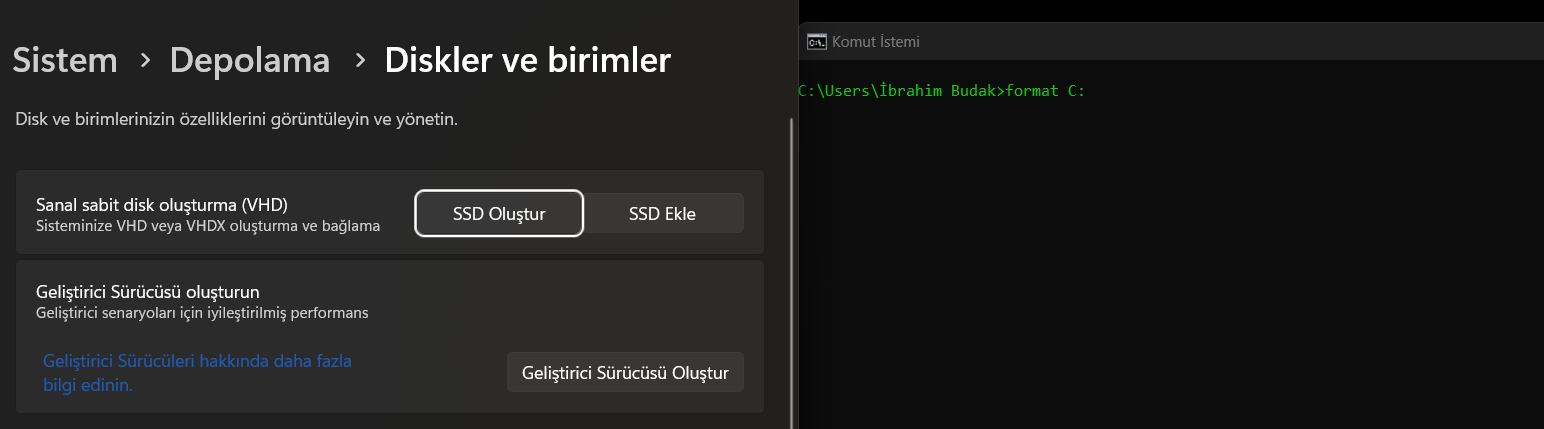 Sistem > Depolama > Diskler ve birimler
Disk ve birimlerinizin özelliklerini görüntüleyin ve yönetin.
Sanal sabit disk oluşturma (VHD)
Sisteminize VHD veya VHDX oluşturma ve bağlama
SSD Oluştur
SSD Ekle
Geliştirici Sürücüsü oluşturun
Geliştirici senaryoları için iyileştirilmiş performans
Geliştirici Sürücüleri hakkında daha fazla
bilgi edinin.
Geliştirici Sürücüsü Oluştur
C:\_
Komut İstemi
C:\Users\İbrahim Budak>format C: